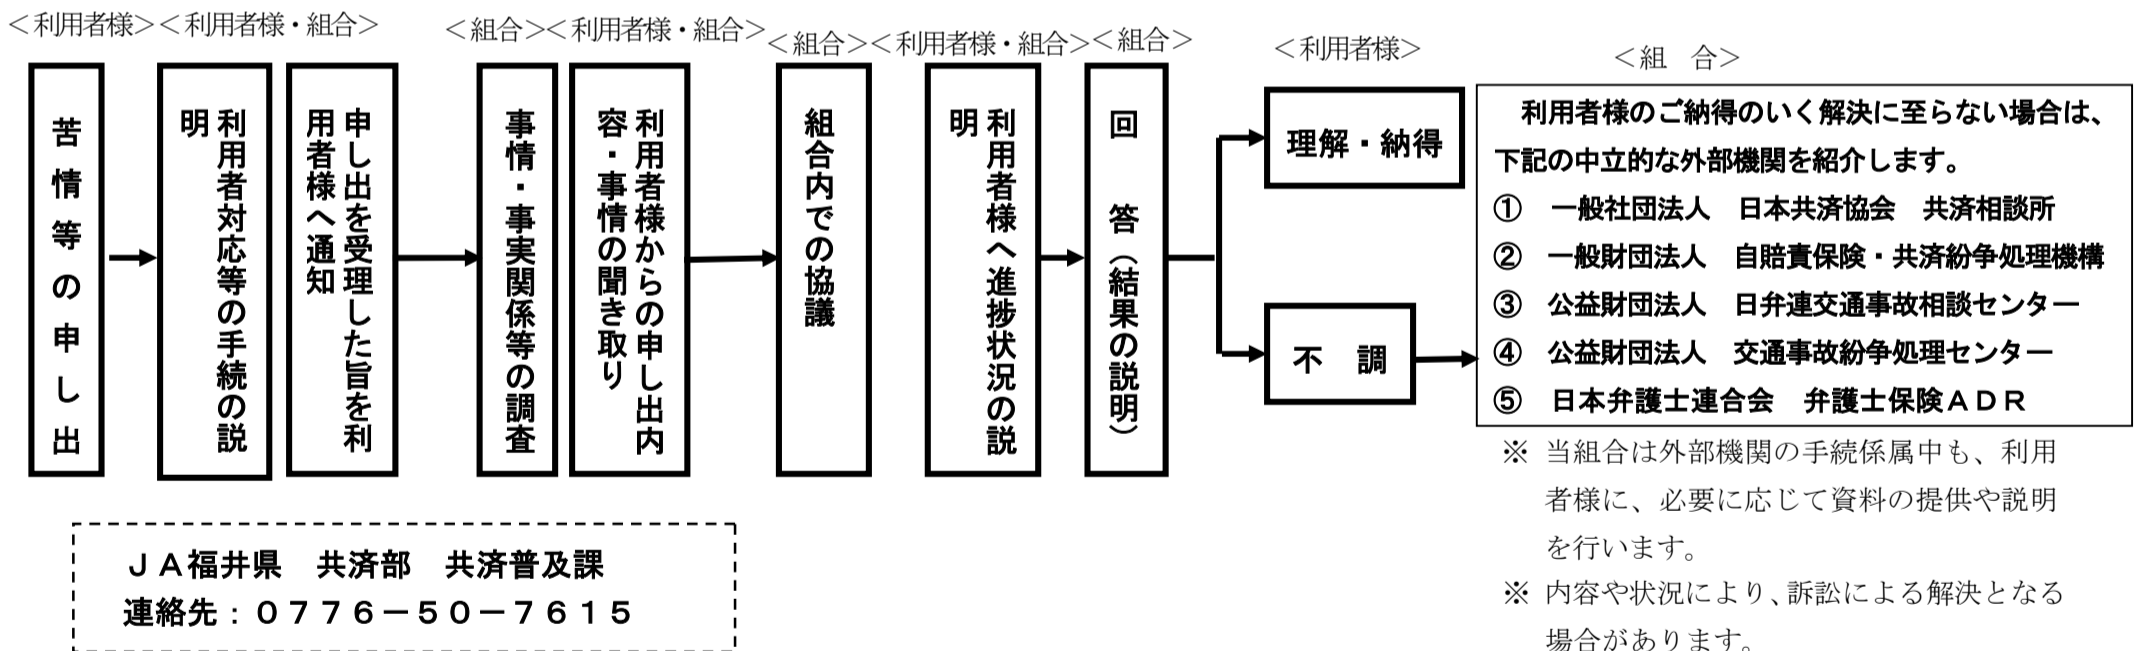 ＜利用者様＞
＜利用者様・組合＞
＜組合＞
＜利用者様・組合＞
＜組合＞
＜利用者様・組合＞
＜組合＞
＜利用者様＞
＜組　合＞
苦情等の申し出
利用者対応等の手続の説
明
申し出を受理した旨を利
用者様へ通知
事情・事実関係等の調査
利用者様からの申し出内
容・事情の聞き取り
組合内での協議
利用者様へ進捗状況の説
明
回　答（結果の説明）
理解・納得
不　調
利用者様のご納得のいく解決に至らない場合は、
下記の中立的な外部機関を紹介します。
①　一般社団法人　日本共済協会　共済相談所
②　一般財団法人　自賠責保険・共済紛争処理機構
③　公益財団法人　日弁連交通事故相談センター
④　公益財団法人　交通事故紛争処理センター
⑤　日本弁護士連合会　弁護士保険ＡＤＲ
※ 当組合は外部機関の手続係属中も、利用
者様に、必要に応じて資料の提供や説明
を行います。
※ 内容や状況により、訴訟による解決となる
場合があります。
ＪＡ福井県　共済部　共済普及課
連絡先：０７７６－５０－７６１５